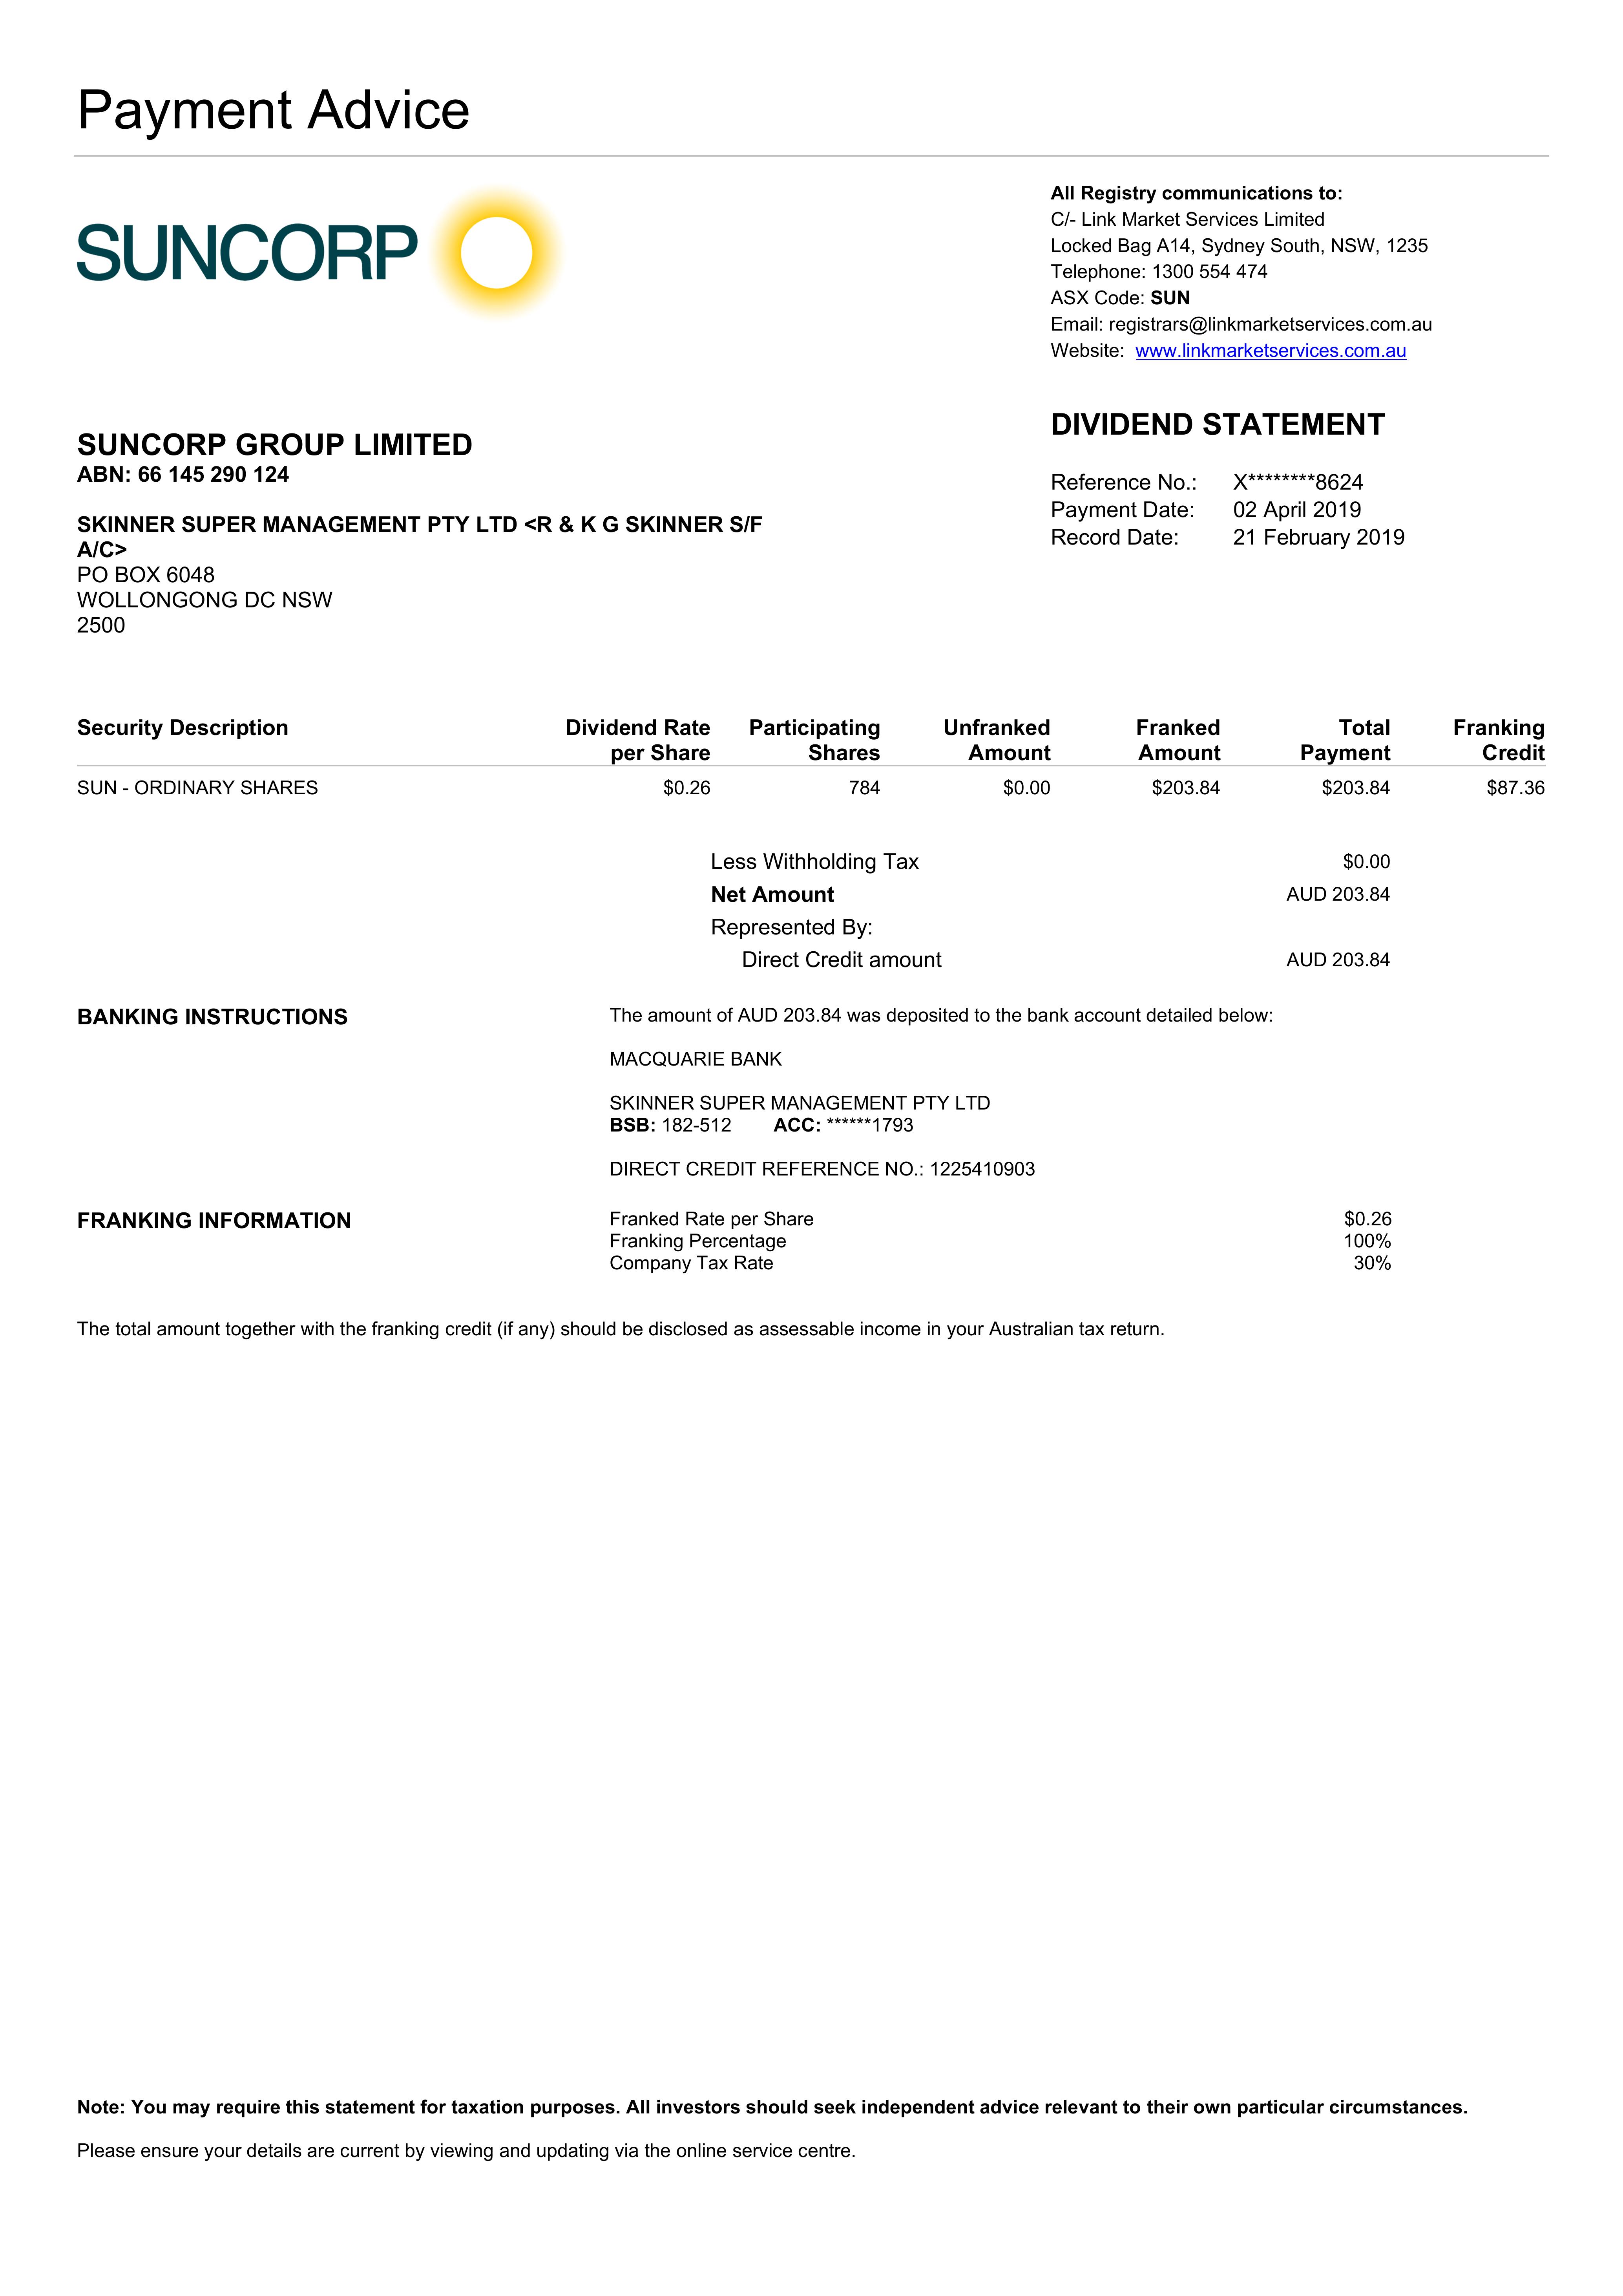 Payment Advice
SUNCORP
All Registry communications to:
C/- Link Market Services Limited
Locked Bag A14, Sydney South, NSW, 1235
Telephone: 1300 554 474
ASX Code: SUN
Email: registrars@linkmarketservices.com.au
Website: www.linkmarketservices.com.au
SUNCORP GROUP LIMITED
ABN: 66 145 290 124
SKINNER SUPER MANAGEMENT PTY LTD <R & K G SKINNER S/F
A/C>
PO BOX 6048
WOLLONGONG DC NSW
2500
DIVIDEND STATEMENT
Reference No.: X********8624
Payment Date: 02 April 2019
Record Date: 21 February 2019
Security Description Dividend Rate Participating Unfranked Franked Total Franking
per Share Shares Amount Amount Payment Credit
SUN - ORDINARY SHARES $0.26 784 $0.00 $203.84 $203.84 $87.36
Less Withholding Tax $0.00
Net Amount AUD 203.84
Represented By:
Direct Credit amount AUD 203.84
BANKING INSTRUCTIONS The amount of AUD 203.84 was deposited to the bank account detailed below:
MACQUARIE BANK
SKINNER SUPER MANAGEMENT PTY LTD
BSB: 182-512 ACC: ******1793
DIRECT CREDIT REFERENCE NO.: 1225410903
FRANKING INFORMATION Franked Rate per Share $0.26
Franking Percentage 100%
Company Tax Rate 30%
The total amount together with the franking credit (if any) should be disclosed as assessable income in your Australian tax return.
Note: You may require this statement for taxation purposes. All investors should seek independent advice relevant to their own particular circumstances.
Please ensure your details are current by viewing and updating via the online service centre.